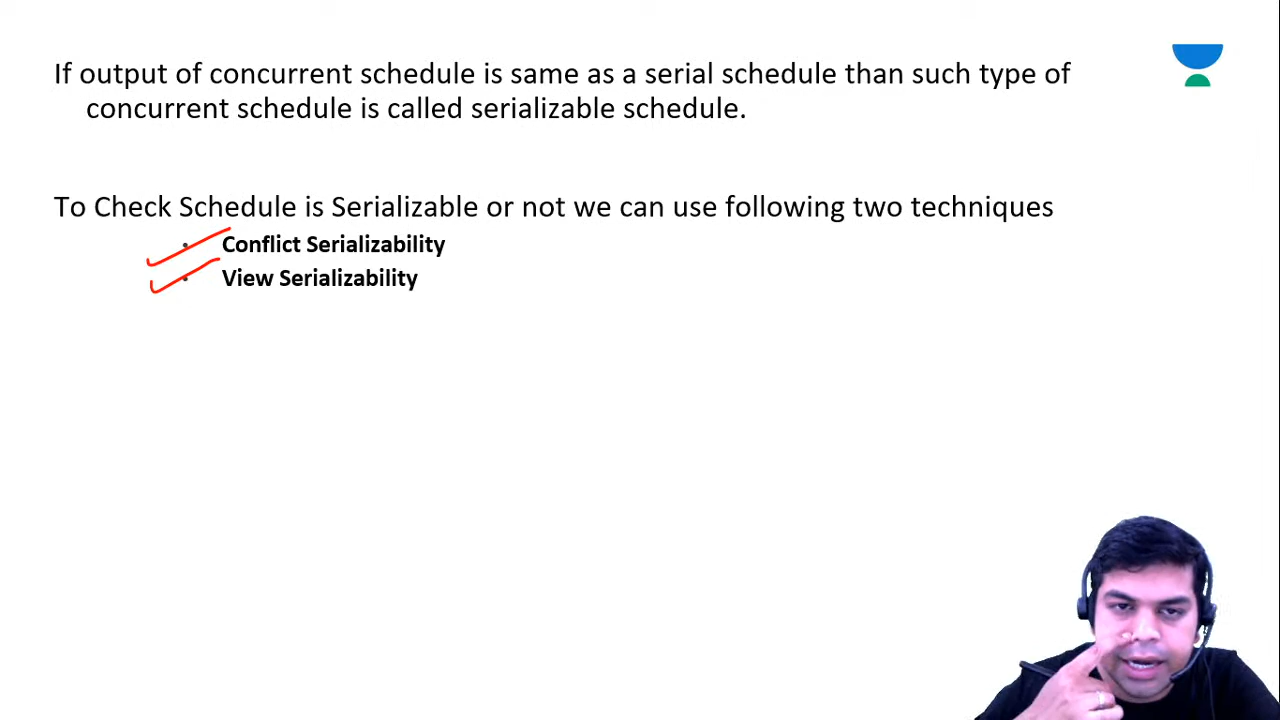 If output of concurrent schedule is same as a serial schedule than such type of
concurrent schedule is called serializable schedule.
To Check Schedule is Serializable or not we can use following two techniques
• Conflict Serializability
• View Serializability